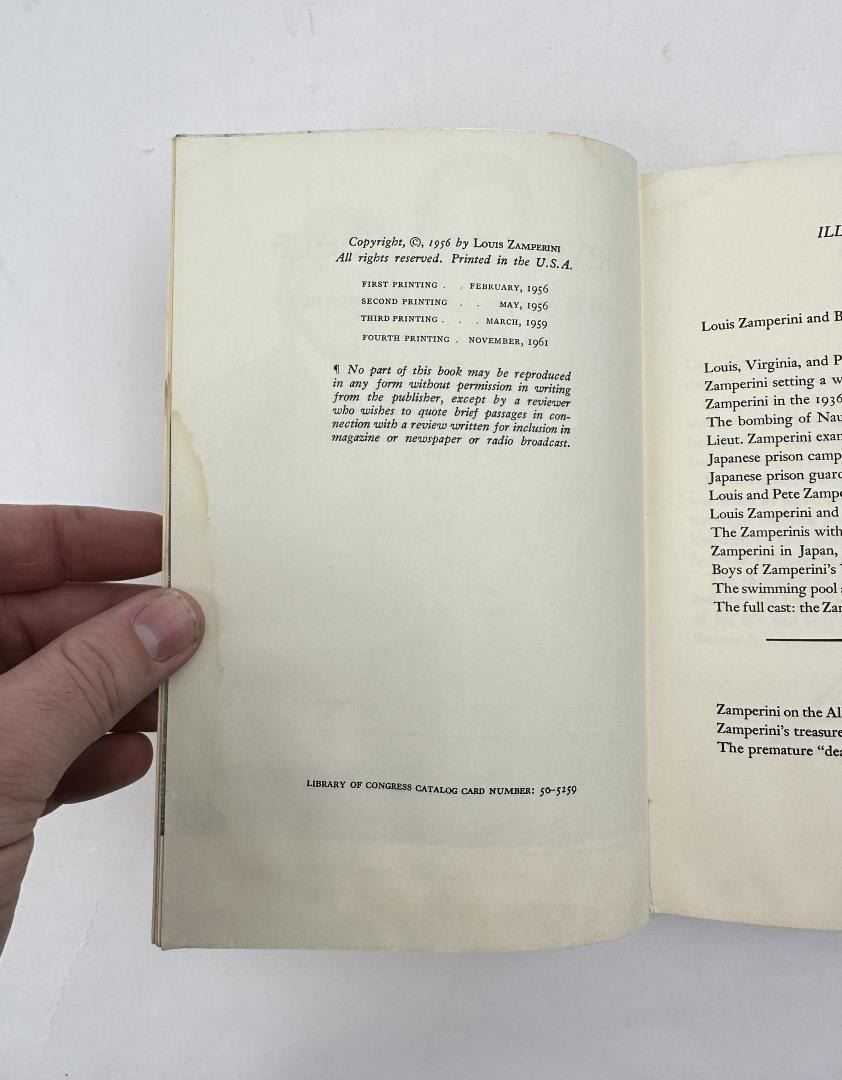 Copyright, ©, 1956 by Louis Zamperini
All rights reserved. Printed in the U.S.A.
FIRST PRINTING . . FEBRUARY, 1956
SECOND PRINTING . . MAY, 1956
THIRD PRINTING . . . MARCH, 1959
FOURTH PRINTING . NOVEMBER, 1961
¶ No part of this book may be reproduced
in any form without permission in writing
from the publisher, except by a reviewer
who wishes to quote brief passages in con-
nection with a review written for inclusion in
magazine or newspaper or radio broadcast.
LIBRARY OF CONGRESS CATALOG CARD NUMBER: 50-5259
ILL
Louis Zamperini and B
Louis, Virginia, and P
Zamperini setting a w
Zamperini in the 1936
The bombing of Nau
Lieut. Zamperini exam
Japanese prison camp
Japanese prison guard
Louis and Pete Zampe
Louis Zamperini and
The Zamperinis with
Zamperini in Japan,
Boys of Zamperini's
The swimming pool
The full cast: the Zam
Zamperini on the Al
Zamperini's treasure
The premature "dea